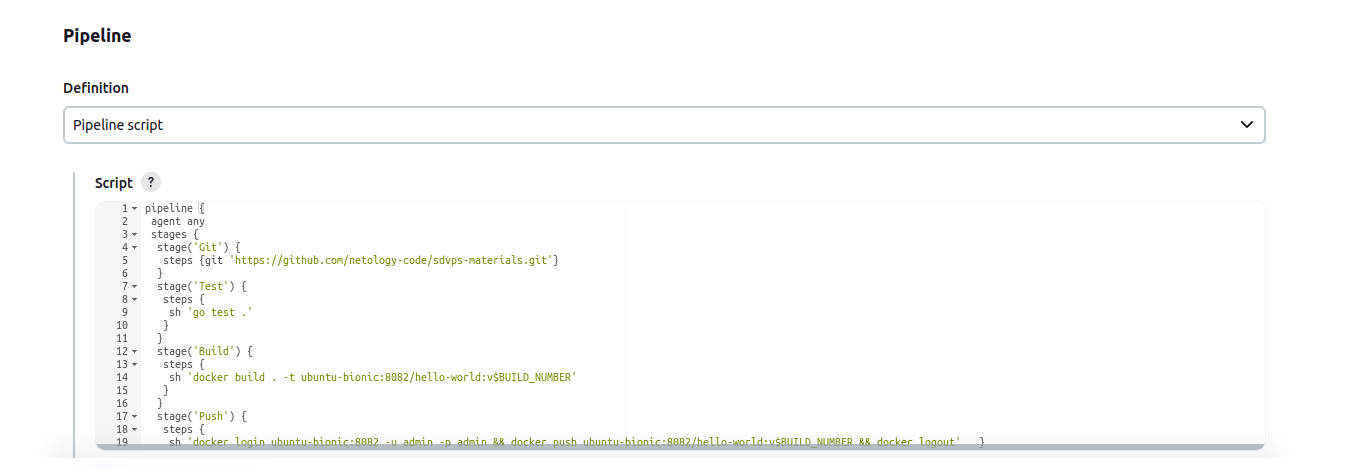 Pipeline
Definition
Pipeline script
Script ?
1 pipeline {
2 agent any
3 stages {
4 stage('Git') {
5 steps {git 'https://github.com/netology-code/sdvps-materials.git'}
6 }
7 stage('Test') {
8 steps {
9 sh 'go test .'
10 }
11 }
12 stage('Build') {
13 steps {
14 sh 'docker build . -t ubuntu-bionic:8082/hello-world:v$BUILD_NUMBER'
15 }
16 }
17 stage('Push') {
18 steps {
19 sh 'docker login ubuntu-bionic:8082 -u admin -p admin && docker push ubuntu-bionic:8082/hello-world:v$BUILD_NUMBER && docker logout' }